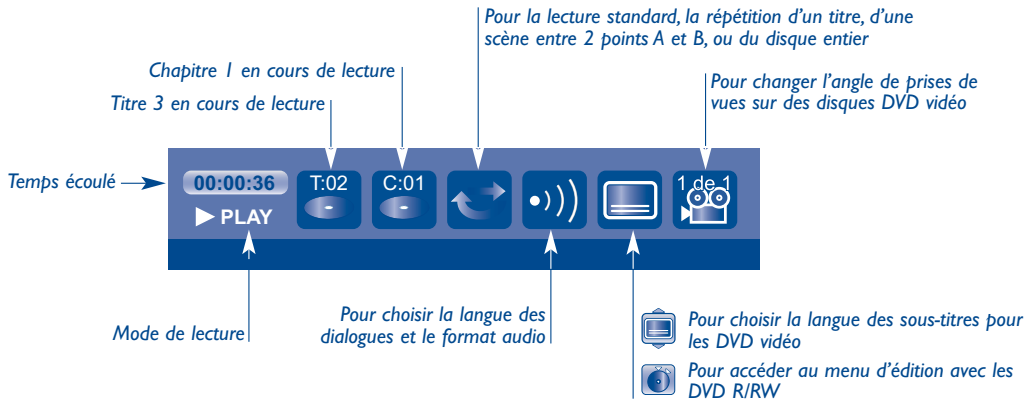 Pour la lecture standard, la répétition d'un titre, d'une
scène entre 2 points A et B, ou du disque entier
Chapitre 1 en cours de lecture
Pour changer l'angle de prises de
vues sur des disques DVD vidéo
Titre 3 en cours de lecture
Temps écoulé
00:00:36
T:02
C:01
1 de 1
PLAY
Mode de lecture
Pour choisir la langue des
dialogues et le format audio
Pour choisir la langue des sous-titres pour
les DVD vidéo
Pour accéder au menu d'édition avec les
DVD R/RW